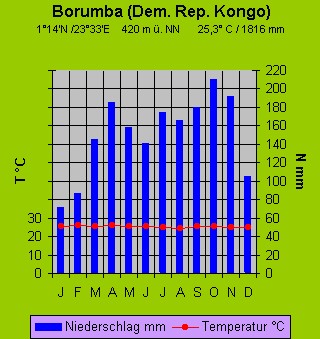 Borumba (Dem. Rep. Kongo)
1°14'N /23°33'E 420 m ü. NN 25,3° C / 1816 mm
220
200
180
160
140
120
100
30 80
60
20 40
10 20
0 0
T °C
N mm
J F M A M J J A S O N D
Niederschlag mm Temperatur °C